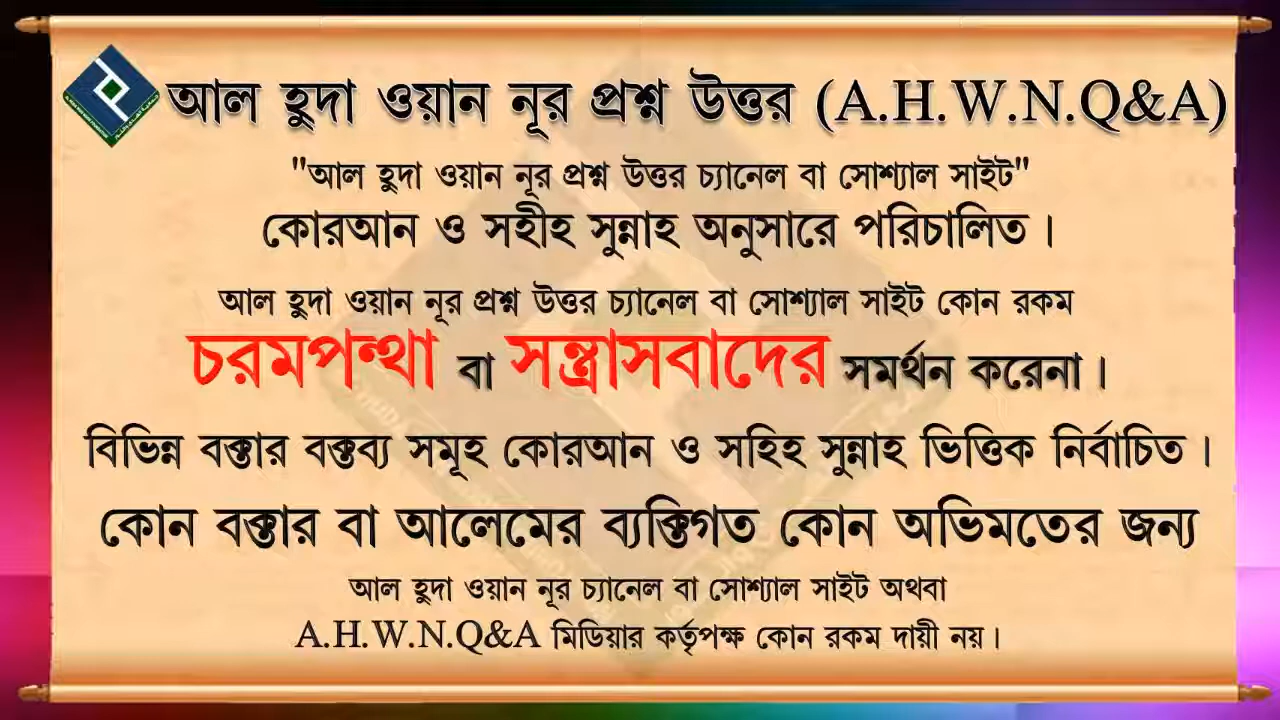 আল হুদা ওয়ান নূর প্রশ্ন উত্তর (A.H.W.N.Q&A)
"আল হুদা ওয়ান নূর প্রশ্ন উত্তর চ্যানেল বা সোশ্যাল সাইট"
কোরআন ও সহীহ সুন্নাহ অনুসারে পরিচালিত।
আল হুদা ওয়ান নূর প্রশ্ন উত্তর চ্যানেল বা সোশ্যাল সাইট কোন রকম
চরমপন্থা বা সন্ত্রাসবাদের সমর্থন করেনা।
বিভিন্ন বক্তার বক্তব্য সমূহ কোরআন ও সহিহ সুন্নাহ ভিত্তিক নির্বাচিত।
কোন বক্তার বা আলেমের ব্যক্তিগত কোন অভিমতের জন্য
আল হুদা ওয়ান নূর চ্যানেল বা সোশ্যাল সাইট অথবা
A.H.W.N.Q&A মিডিয়ার কর্তৃপক্ষ কোন রকম দায়ী নয়।